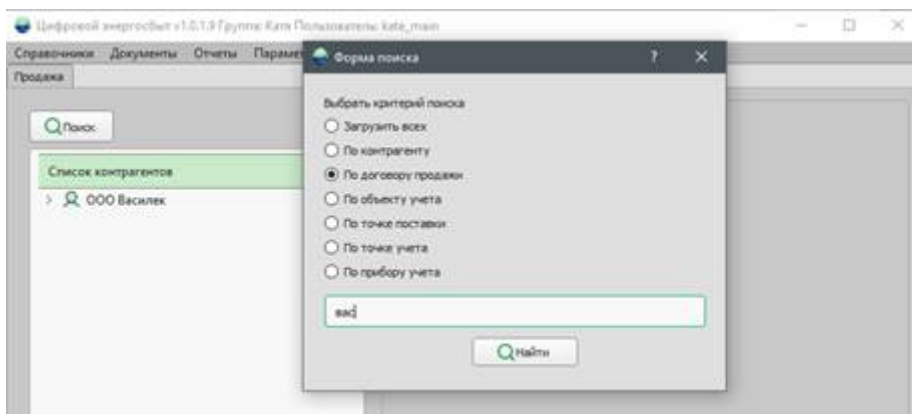 Цифровой энергосбыт v1.0.1.9 Группа: Катя Пользователь: kate_main
Справочники Документы Отчеты Параме
Продажа
Поиск
Список контрагентов
ООО Василек
Форма поиска ? ×
Выбрать критерий поиска
Загрузить всех
По контрагенту
По договору продажи
По объекту учета
По точке поставки
По точке учета
По прибору учета
вас
Найти